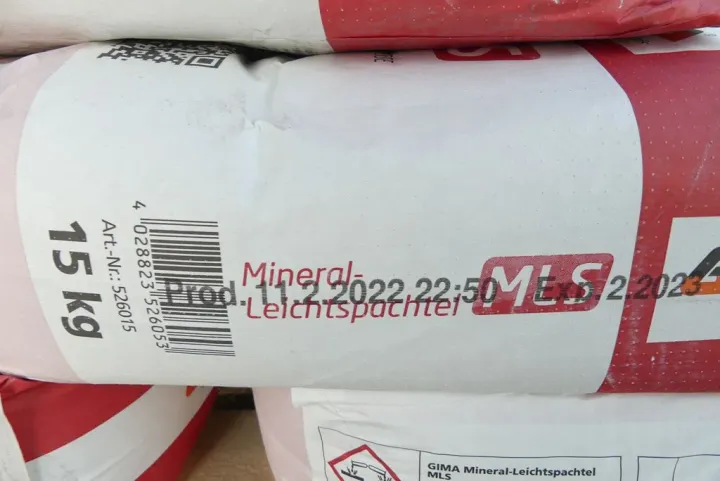 15 kg
Art.-Nr.: 526015
4 028823 526053
Mineral-
Leichtspachtel
MLS
Prod. 11.2.2022 22:50 Exp. 2.2023
GIMA Mineral-Leichtspachtel
MLS